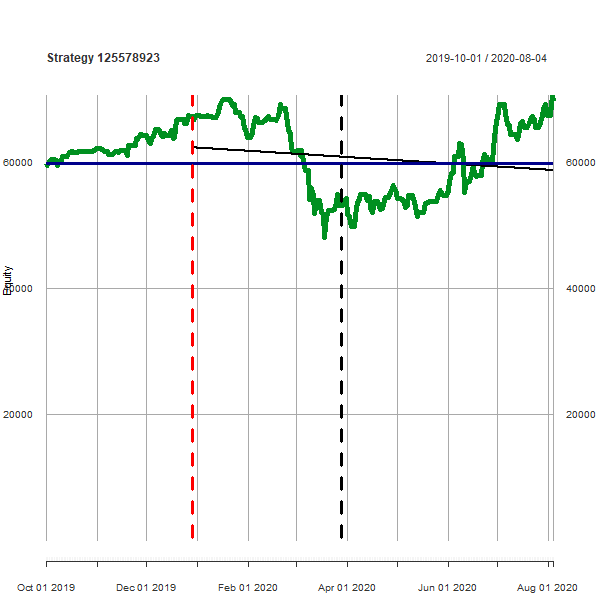 Strategy 125578923
2019-10-01 / 2020-08-04
60000
60000
Equity
40000
40000
20000
20000
Oct 01 2019
Dec 01 2019
Feb 01 2020
Apr 01 2020
Jun 01 2020
Aug 01 2020